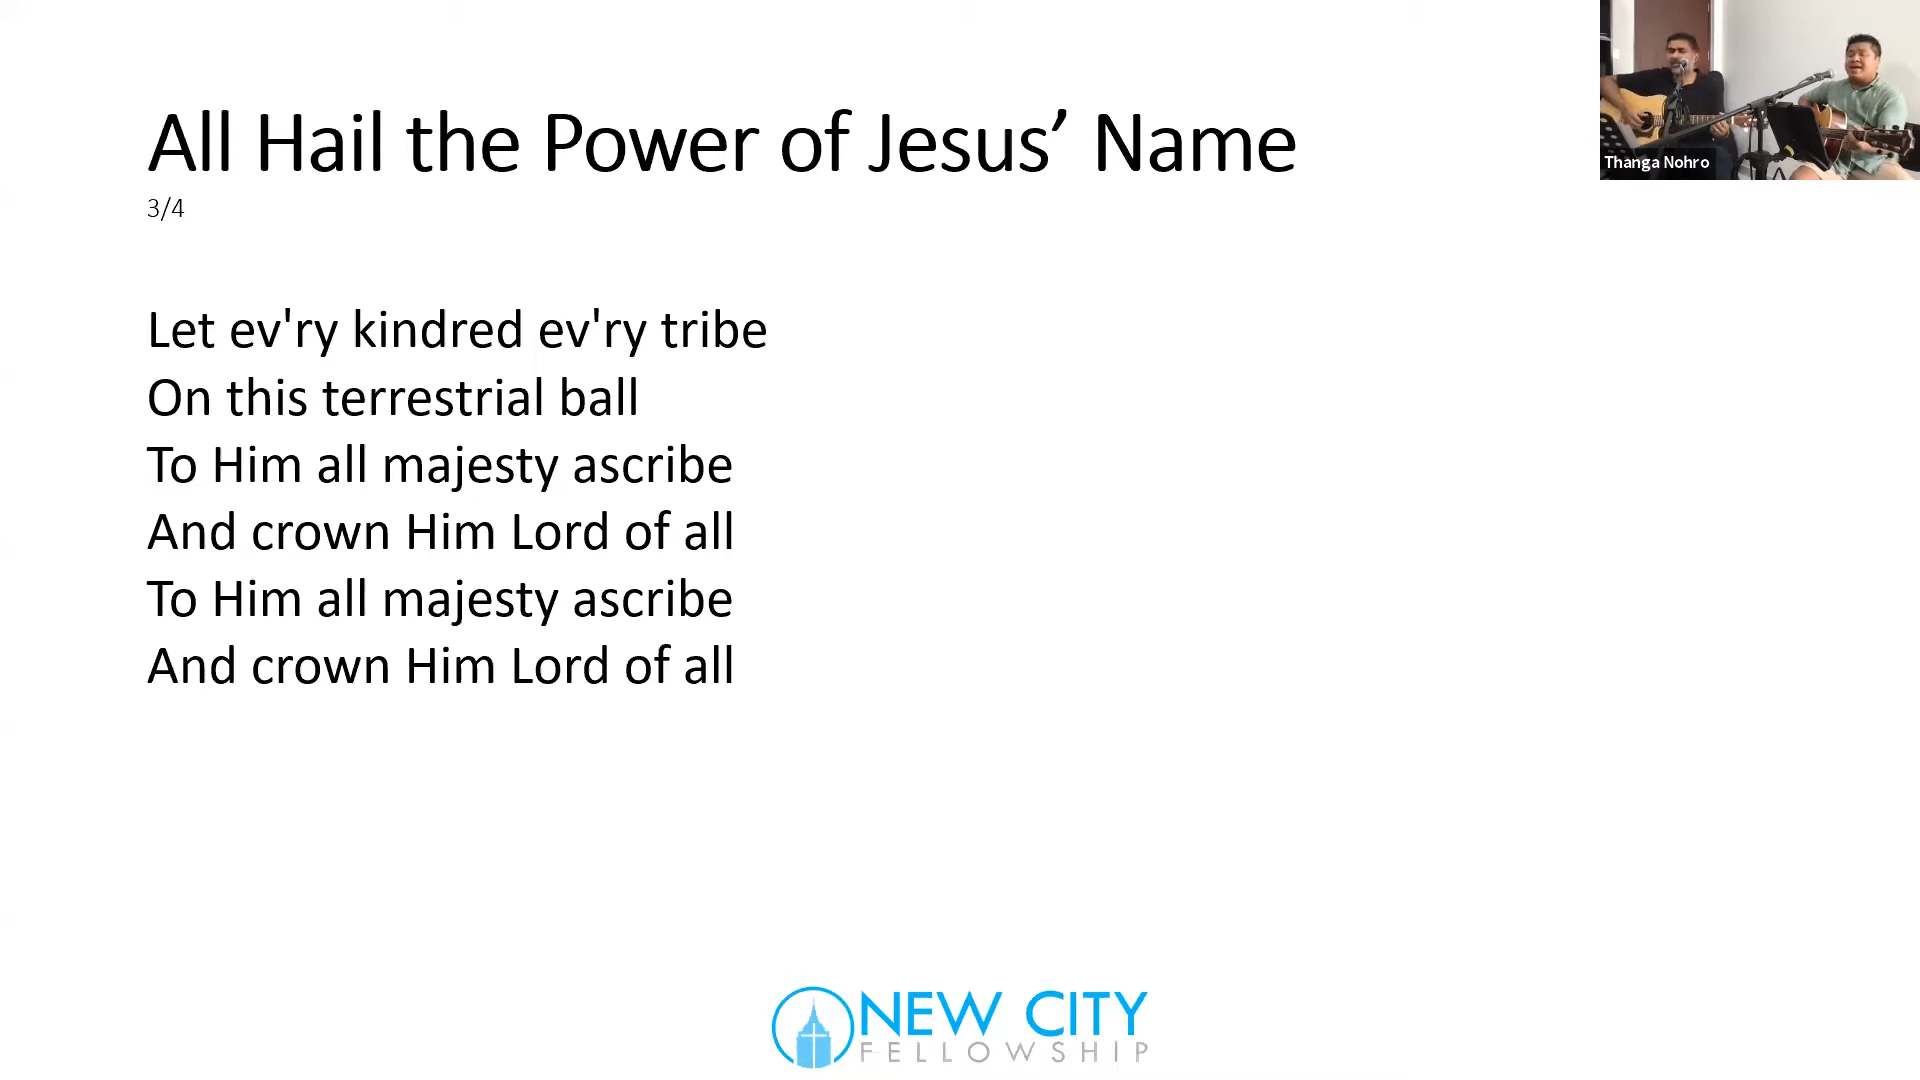 All Hail the Power of Jesus’ Name
3/4
Let ev'ry kindred ev'ry tribe
On this terrestrial ball
To Him all majesty ascribe
And crown Him Lord of all
To Him all majesty ascribe
And crown Him Lord of all
Thanga Nohro
NEW CITY
FELLOWSHIP